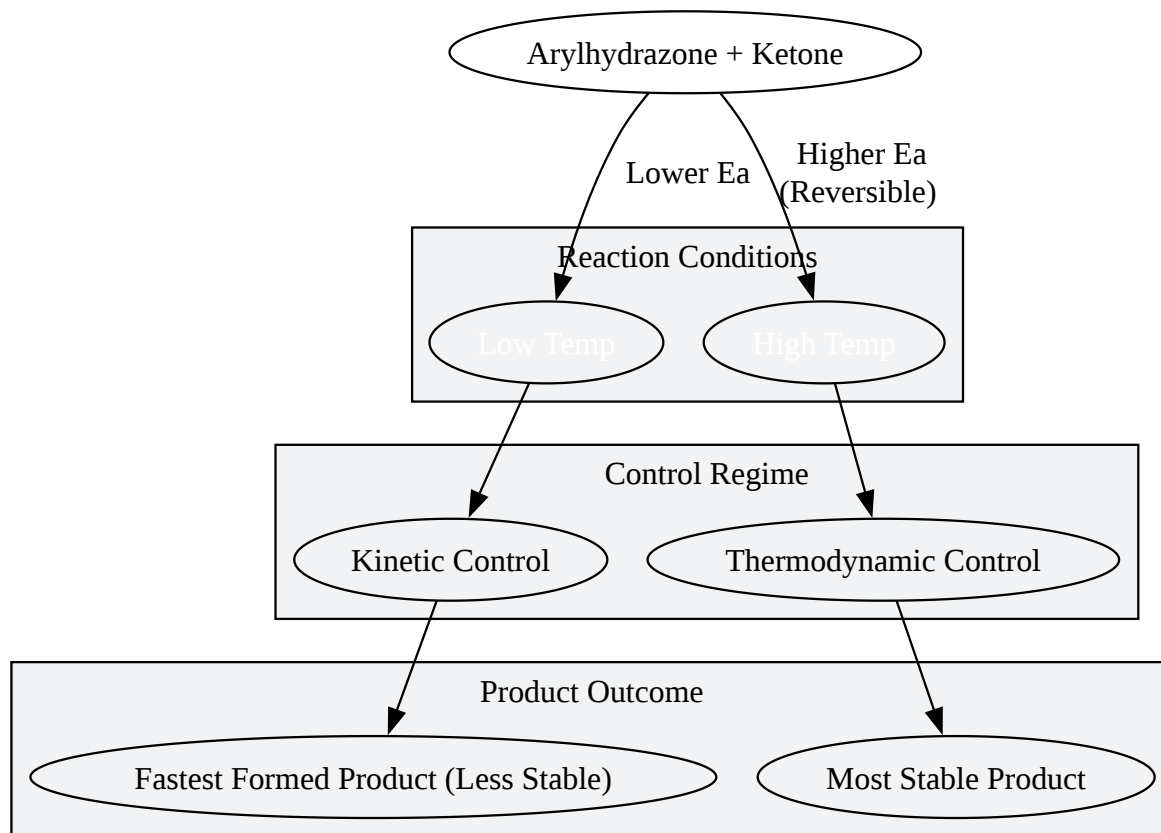 Arylhydrazone + Ketone
Lower Ea
Higher Ea
(Reversible)
Reaction Conditions
Low Temp
High Temp
Control Regime
Kinetic Control
Thermodynamic Control
Product Outcome
Fastest Formed Product (Less Stable)
Most Stable Product